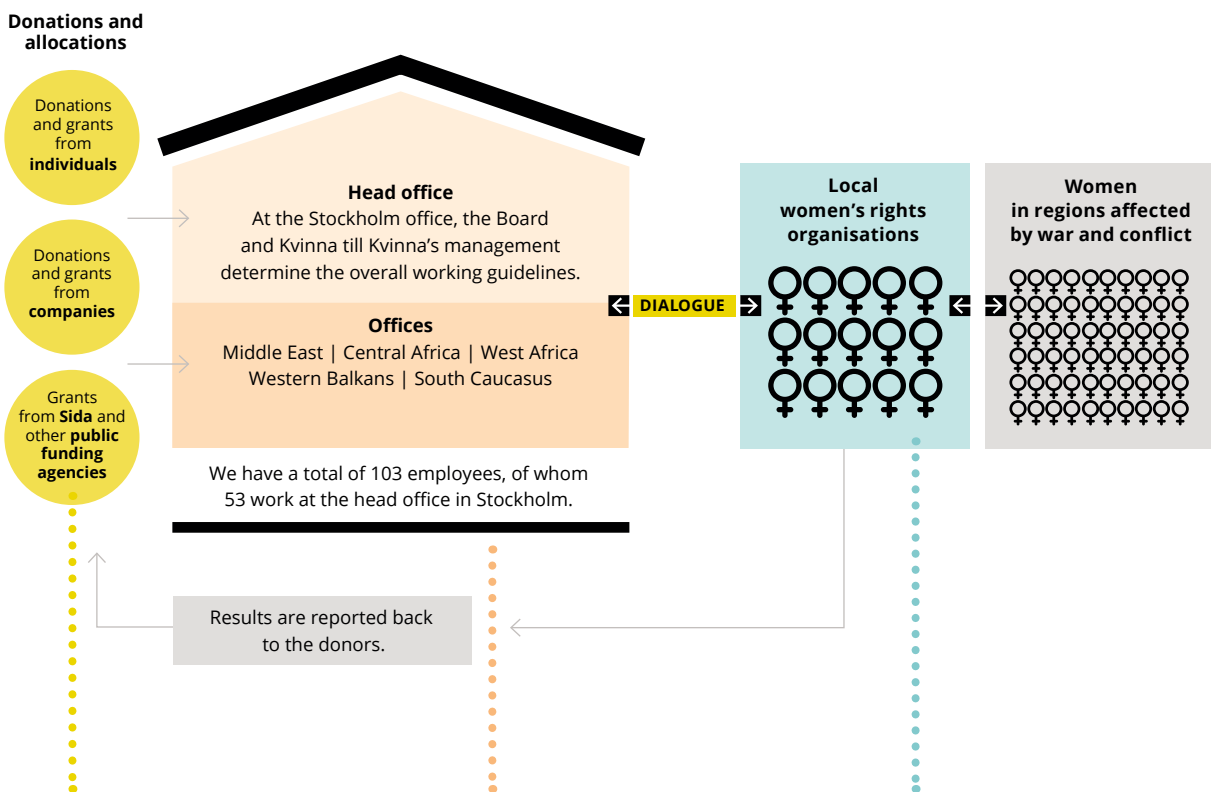 Donations and
allocations
Donations
and grants
from
individuals
Donations
and grants
from
companies
Grants
from Sida and
other public
funding
agencies
Head office
At the Stockholm office, the Board
and Kvinna till Kvinna’s management
determine the overall working guidelines.
Offices
Middle East | Central Africa | West Africa
Western Balkans | South Caucasus
We have a total of 103 employees, of whom
53 work at the head office in Stockholm.
DIALOGUE
Local
women’s rights
organisations
Women
in regions affected
by war and conflict
Results are reported back
to the donors.